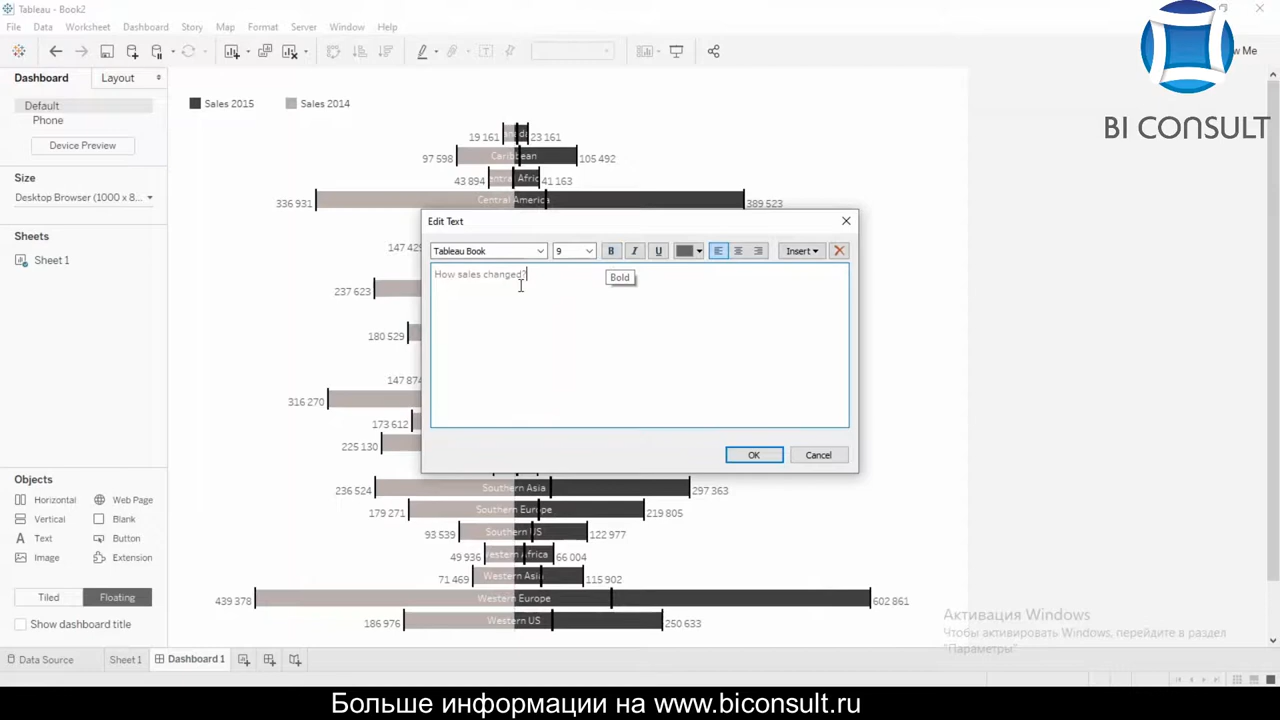 Tableau - Book2
File Data Worksheet Dashboard Story Map Format Server Window Help
Me
BI CONSULT
Dashboard Layout
Default
Phone
Device Preview
Size
Desktop Browser (1000 x 8...
Sheets
Sheet 1
Objects
Horizontal Web Page
Vertical Blank
Text Button
Image Extension
Tiled Floating
Show dashboard title
Sales 2015 Sales 2014
19 161 23 161
97 598 Caribbean 105 492
43 894 41 163
336 931 Central America 389 523
147 429
237 623
180 529
147 874
316 270
173 612
225 130
236 524 Southern Asia 297 363
179 271 Southern Europe 219 805
93 539 Southern US 122 977
49 936 Africa 66 004
71 469 Western Asia 115 902
439 378 Western Europe 602 861
186 976 Western US 250 633
Edit Text
Tableau Book 9 B I U Insert
How sales changed?
Bold
OK Cancel
Активация Windows
Чтобы активировать Windows, перейдите в раздел
"Параметры"
Data Source Sheet 1 Dashboard 1
Больше информации на www.biconsult.ru